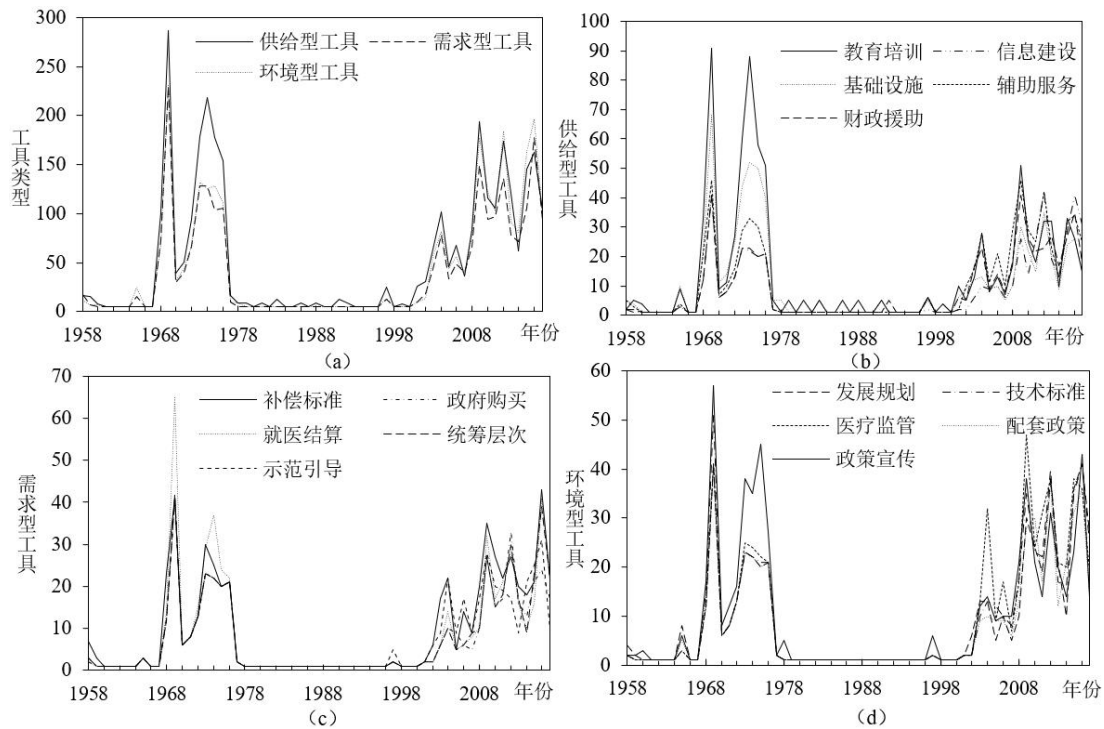 300
250
200
150
100
50
0
工具类型
供给型工具 需求型工具
环境型工具
1958 1968 1978 1988 1998 2008 年份
(a)
100
90
80
70
60
50
40
30
20
10
0
供给型工具
教育培训 信息建设
基础设施 辅助服务
财政援助
1958 1968 1978 1988 1998 2008 年份
(b)
70
60
50
40
30
20
10
0
需求型工具
补偿标准 政府购买
就医结算 统筹层次
示范引导
1958 1968 1978 1988 1998 2008 年份
(c)
60
50
40
30
20
10
0
环境型工具
发展规划 技术标准
医疗监管 配套政策
政策宣传
1958 1968 1978 1988 1998 2008 年份
(d)